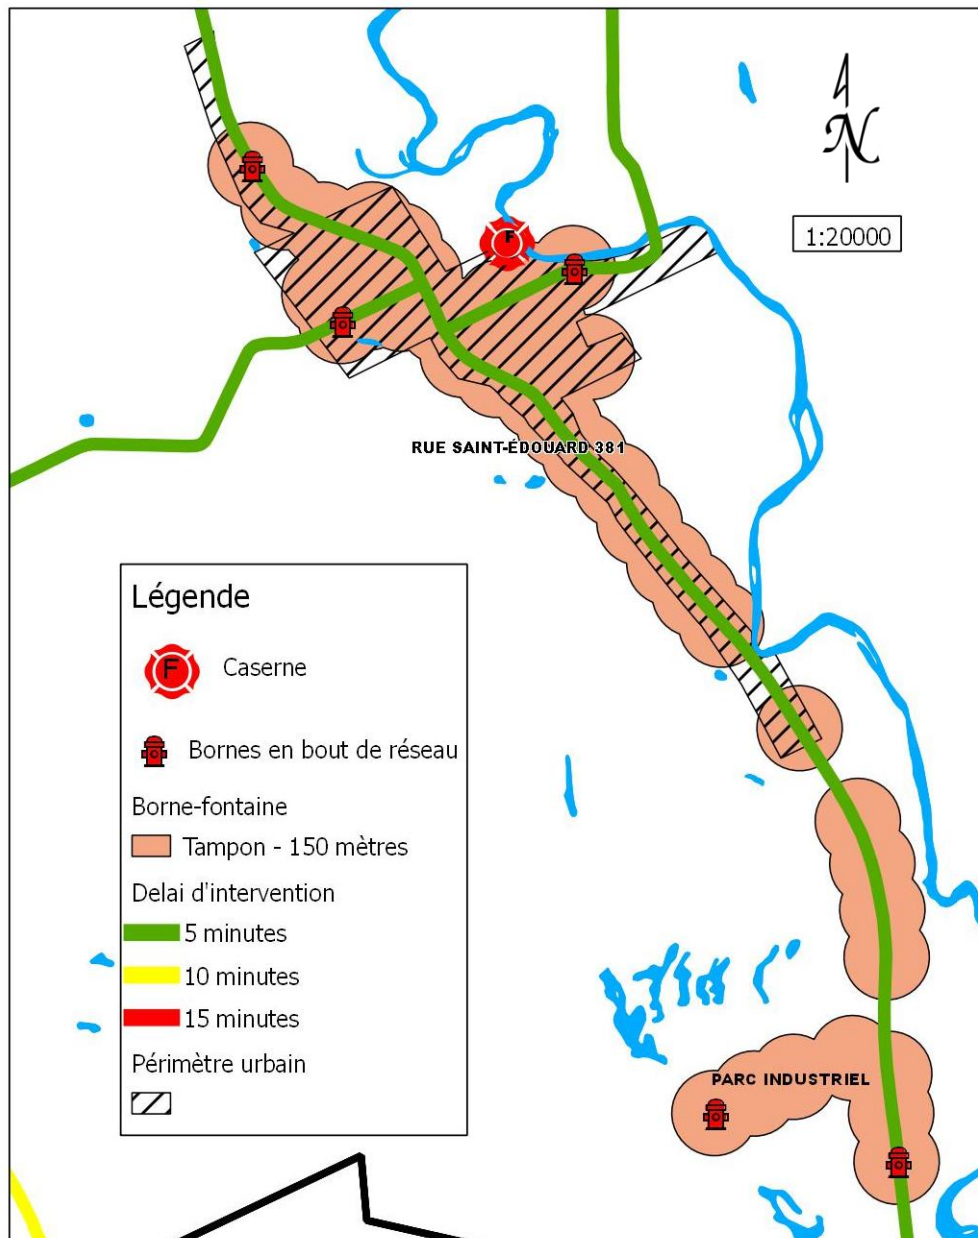 F
N
1:20000
RUE SAINT-ÉDOUARD 381
Légende
F Caserne
Bornes en bout de réseau
Borne-fontaine
Tampon - 150 mètres
Delai d'intervention
5 minutes
10 minutes
15 minutes
Périmètre urbain
PARC INDUSTRIEL